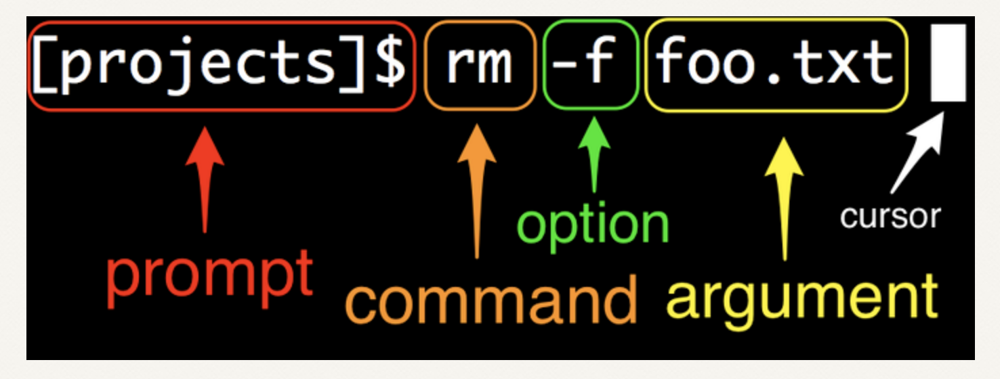 [projects]$ rm -f foo.txt
option
cursor
prompt
command
argument